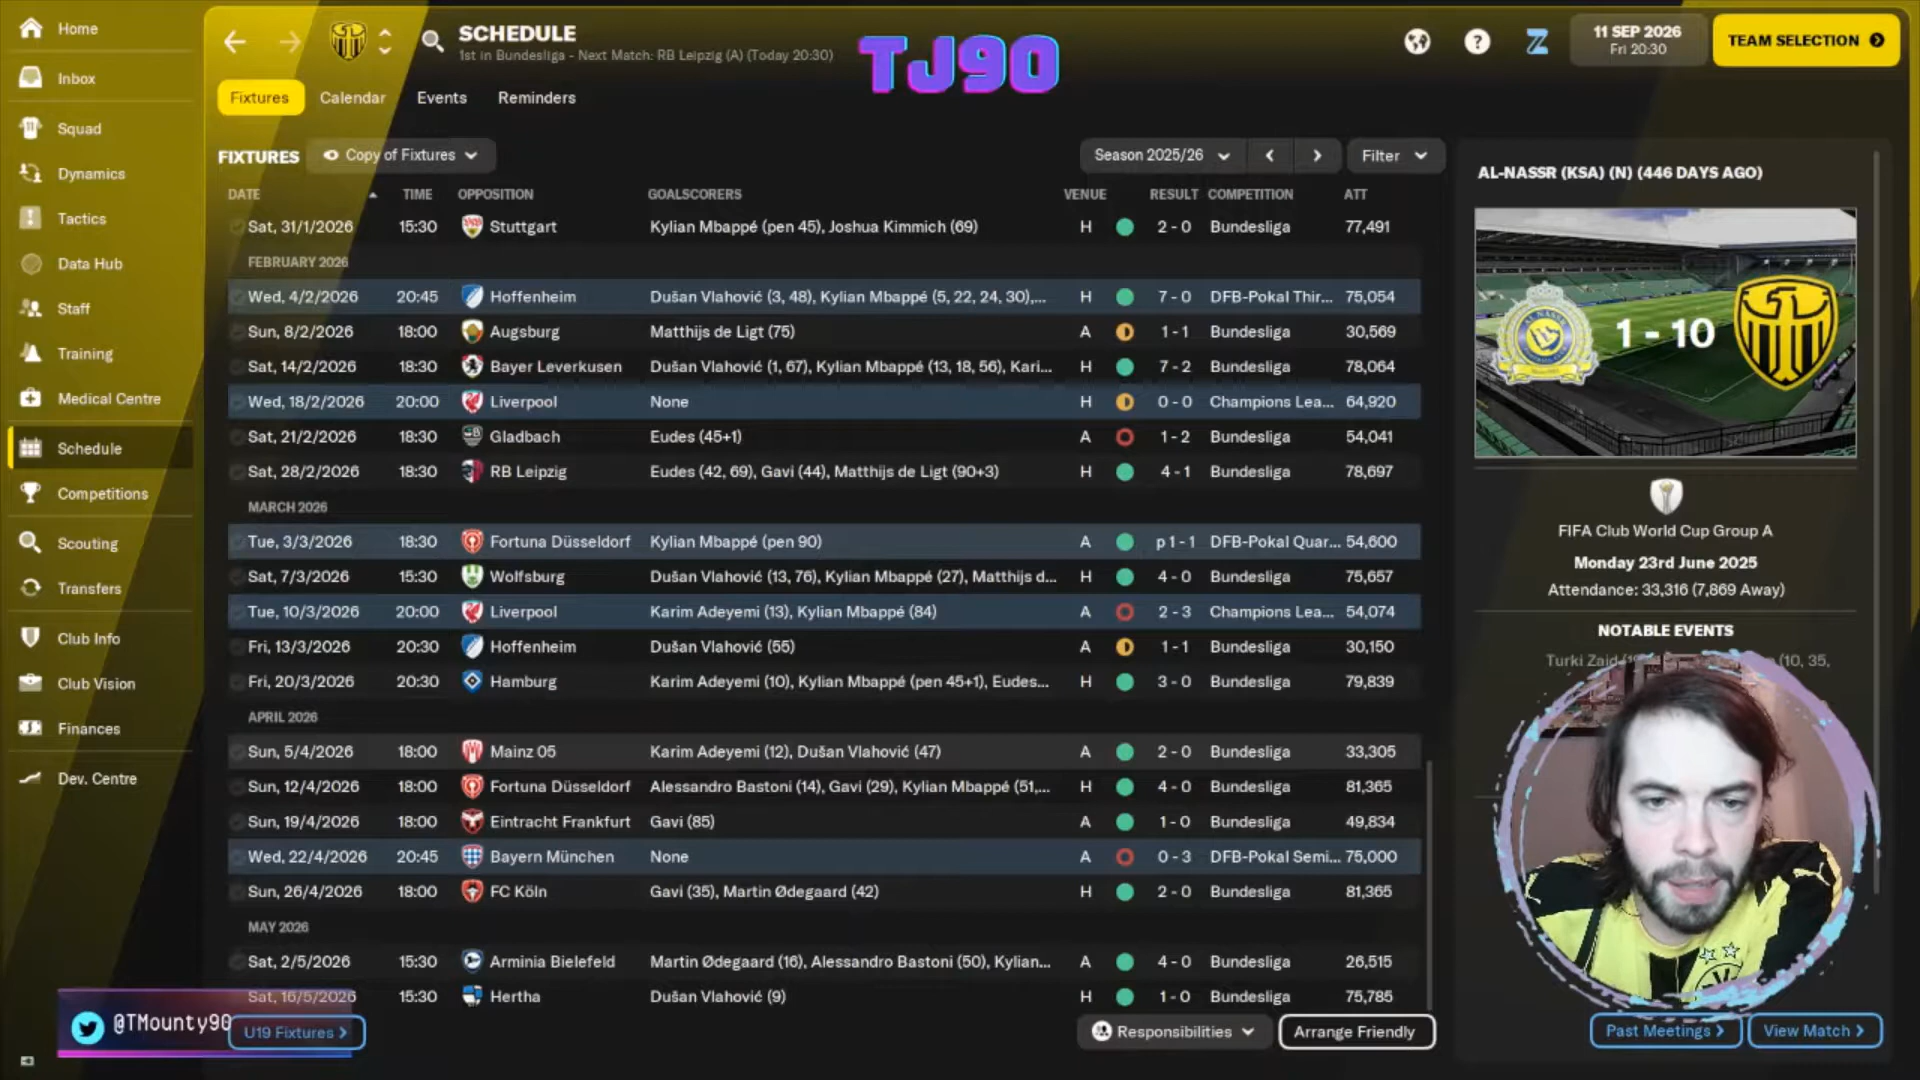 Home
Inbox
Squad
Dynamics
Tactics
Data Hub
Staff
Training
Medical Centre
Schedule
Competitions
Scouting
Transfers
Club Info
Club Vision
Finances
Dev. Centre
@TMounty90
SCHEDULE
1st in Bundesliga - Next Match: RB Leipzig (A) (Today 20:30)
TJ90
11 SEP 2026
Fri 20:30
TEAM SELECTION
Fixtures Calendar Events Reminders
FIXTURES Copy of Fixtures Season 2025/26 Filter
DATE TIME OPPOSITION GOALSCORERS VENUE RESULT COMPETITION ATT
Sat, 31/1/2026 15:30 Stuttgart Kylian Mbappé (pen 45), Joshua Kimmich (69) H 2 - 0 Bundesliga 77,491
FEBRUARY 2026
Wed, 4/2/2026 20:45 Hoffenheim Dušan Vlahović (3, 48), Kylian Mbappé (5, 22, 24, 30),... H 7 - 0 DFB-Pokal Thir... 75,054
Sun, 8/2/2026 18:00 Augsburg Matthijs de Ligt (75) A 1 - 1 Bundesliga 30,569
Sat, 14/2/2026 18:30 Bayer Leverkusen Dušan Vlahović (1, 67), Kylian Mbappé (13, 18, 56), Kari... H 7 - 2 Bundesliga 78,064
Wed, 18/2/2026 20:00 Liverpool None H 0 - 0 Champions Lea... 64,920
Sat, 21/2/2026 18:30 Gladbach Eudes (45+1) A 1 - 2 Bundesliga 54,041
Sat, 28/2/2026 18:30 RB Leipzig Eudes (42, 69), Gavi (44), Matthijs de Ligt (90+3) H 4 - 1 Bundesliga 78,697
MARCH 2026
Tue, 3/3/2026 18:30 Fortuna Düsseldorf Kylian Mbappé (pen 90) A p 1 - 1 DFB-Pokal Quar... 54,600
Sat, 7/3/2026 15:30 Wolfsburg Dušan Vlahović (13, 76), Kylian Mbappé (27), Matthijs d... H 4 - 0 Bundesliga 75,657
Tue, 10/3/2026 20:00 Liverpool Karim Adeyemi (13), Kylian Mbappé (84) A 2 - 3 Champions Lea... 54,074
Fri, 13/3/2026 20:30 Hoffenheim Dušan Vlahović (55) A 1 - 1 Bundesliga 30,150
Fri, 20/3/2026 20:30 Hamburg Karim Adeyemi (10), Kylian Mbappé (pen 45+1), Eudes... H 3 - 0 Bundesliga 79,839
APRIL 2026
Sun, 5/4/2026 18:00 Mainz 05 Karim Adeyemi (12), Dušan Vlahović (47) A 2 - 0 Bundesliga 33,305
Sun, 12/4/2026 18:00 Fortuna Düsseldorf Alessandro Bastoni (14), Gavi (29), Kylian Mbappé (51,... H 4 - 0 Bundesliga 81,365
Sun, 19/4/2026 18:00 Eintracht Frankfurt Gavi (85) A 1 - 0 Bundesliga 49,834
Wed, 22/4/2026 20:45 Bayern München None A 0 - 3 DFB-Pokal Semi... 75,000
Sun, 26/4/2026 18:00 FC Köln Gavi (35), Martin Ødegaard (42) H 2 - 0 Bundesliga 81,365
MAY 2026
Sat, 2/5/2026 15:30 Arminia Bielefeld Martin Ødegaard (16), Alessandro Bastoni (50), Kylian... A 4 - 0 Bundesliga 26,515
Sat, 16/5/2026 15:30 Hertha Dušan Vlahović (9) H 1 - 0 Bundesliga 75,785
U19 Fixtures Responsibilities Arrange Friendly
AL-NASSR (KSA) (N) (446 DAYS AGO)
1 - 10
FIFA Club World Cup Group A
Monday 23rd June 2025
Attendance: 33,316 (7,869 Away)
NOTABLE EVENTS
Turki Zaid (10, 35,
Past Meetings View Match